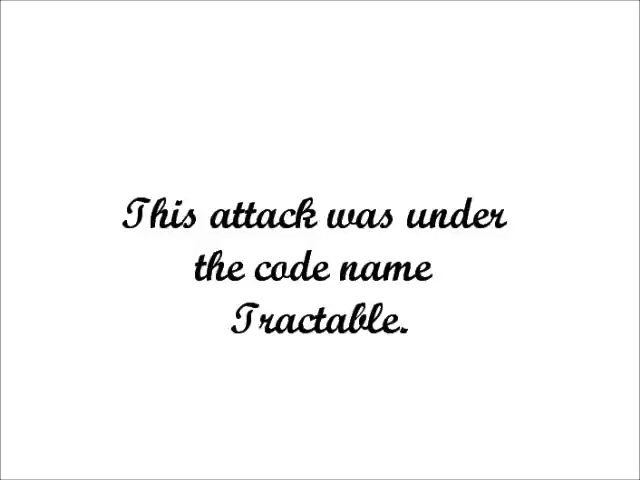 This attack was under
the code name
Tractable.